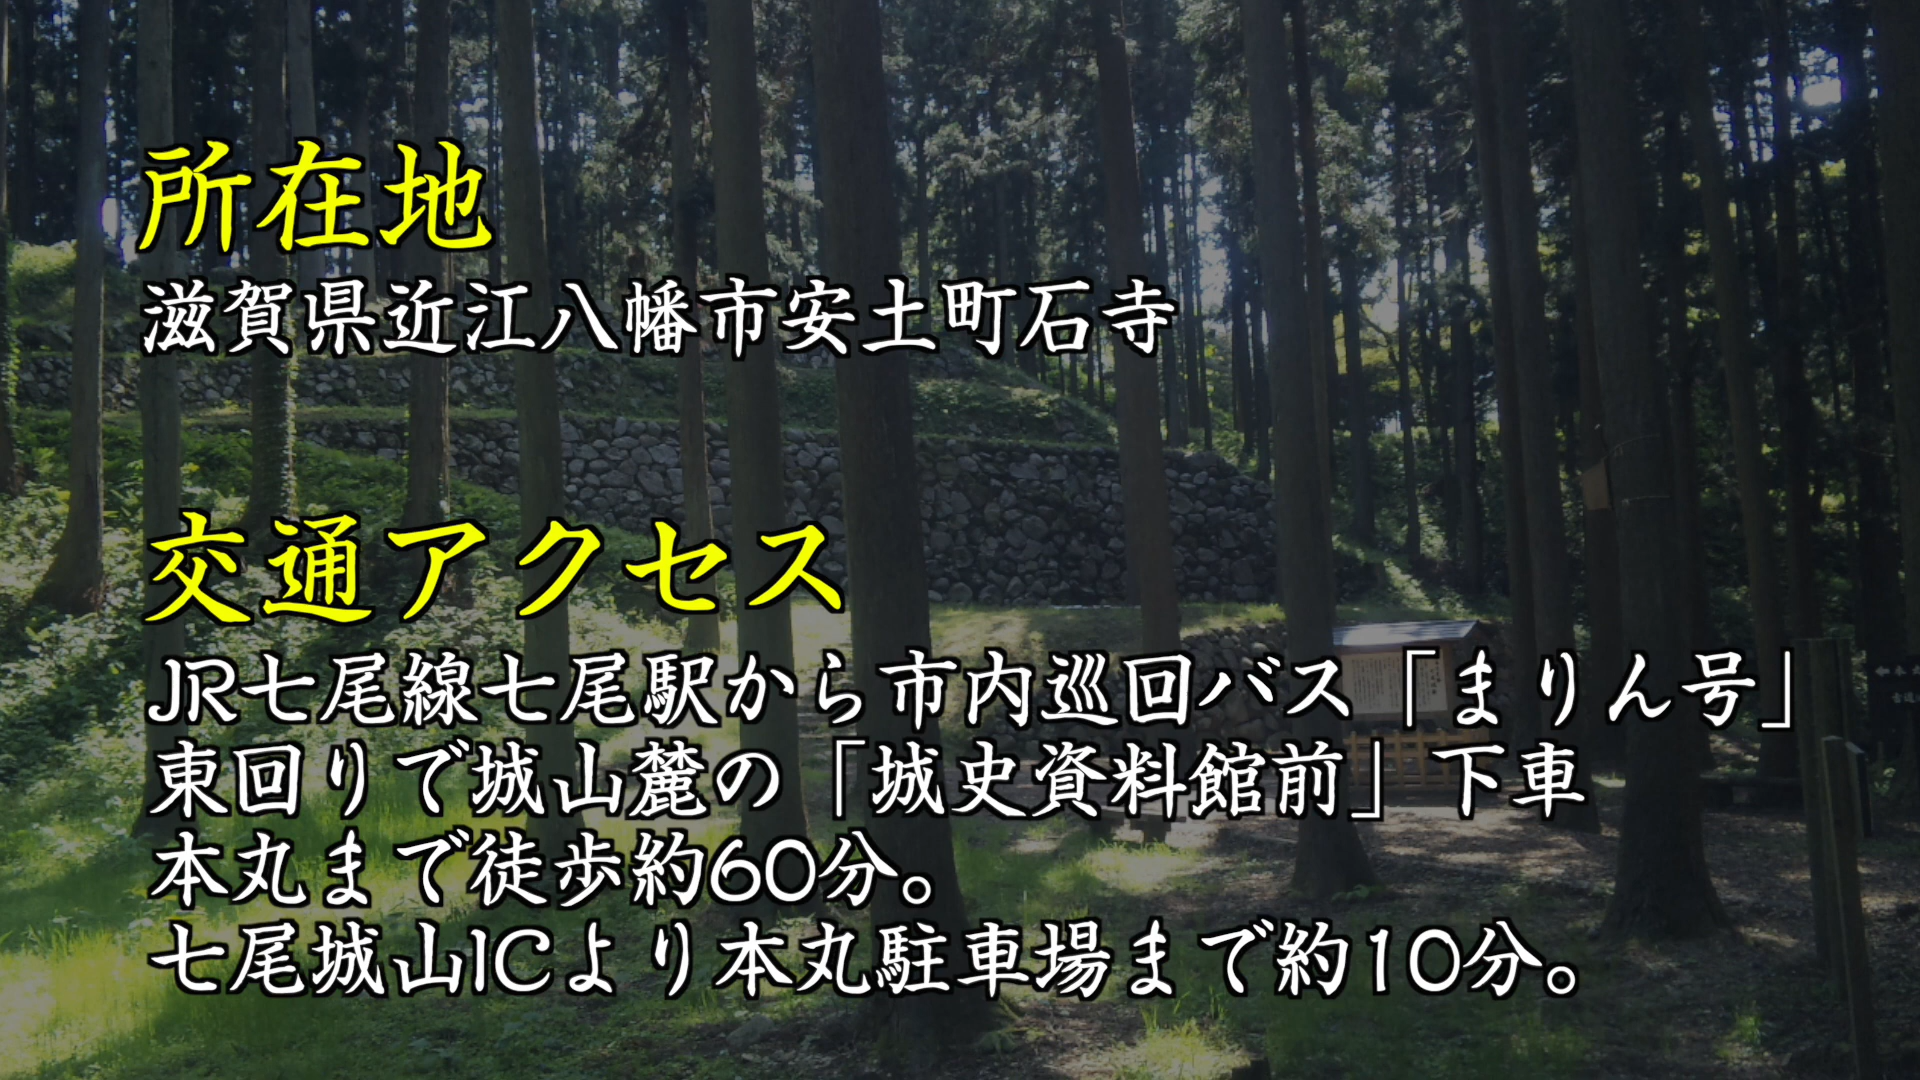 所在地
滋賀県近江八幡市安土町石寺
交通アクセス
JR七尾線七尾駅から市内巡回バス「まりん号」
東回りで城山麓の「城史資料館前」下車
本丸まで徒歩約60分。
七尾城山ICより本丸駐車場まで約10分。